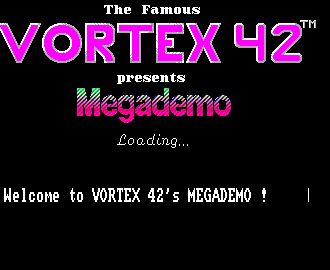 The Famous
VORTEX 42™
presents
Megademo
Loading...
Welcome to VORTEX 42's MEGADEMO !